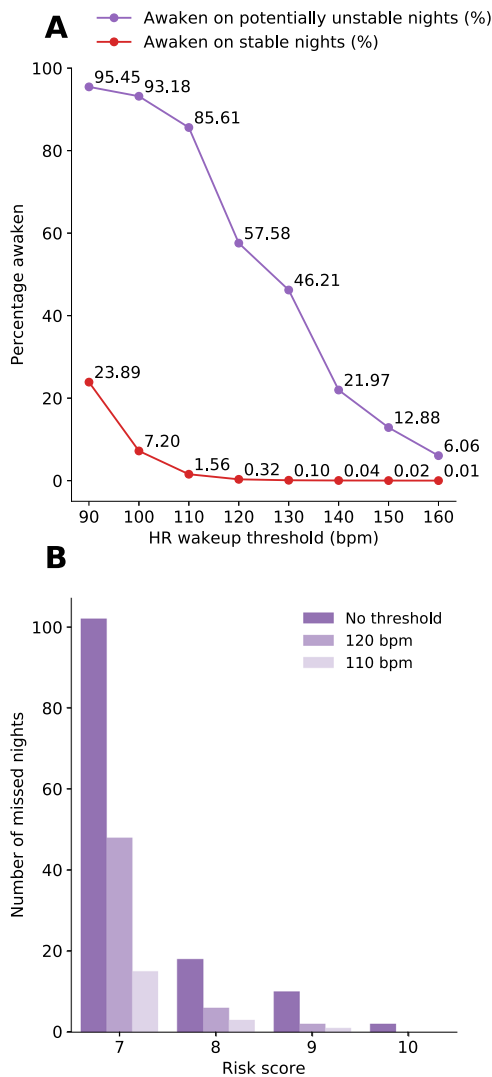 A
Awaken on potentially unstable nights (%)
Awaken on stable nights (%)
100
80
60
40
20
0
Percentage awaken
95.45
93.18
85.61
57.58
46.21
21.97
12.88
6.06
23.89
7.20
1.56
0.32
0.10
0.04
0.02
0.01
90 100 110 120 130 140 150 160
HR wakeup threshold (bpm)
B
No threshold
120 bpm
110 bpm
100
80
60
40
20
0
Number of missed nights
7 8 9 10
Risk score